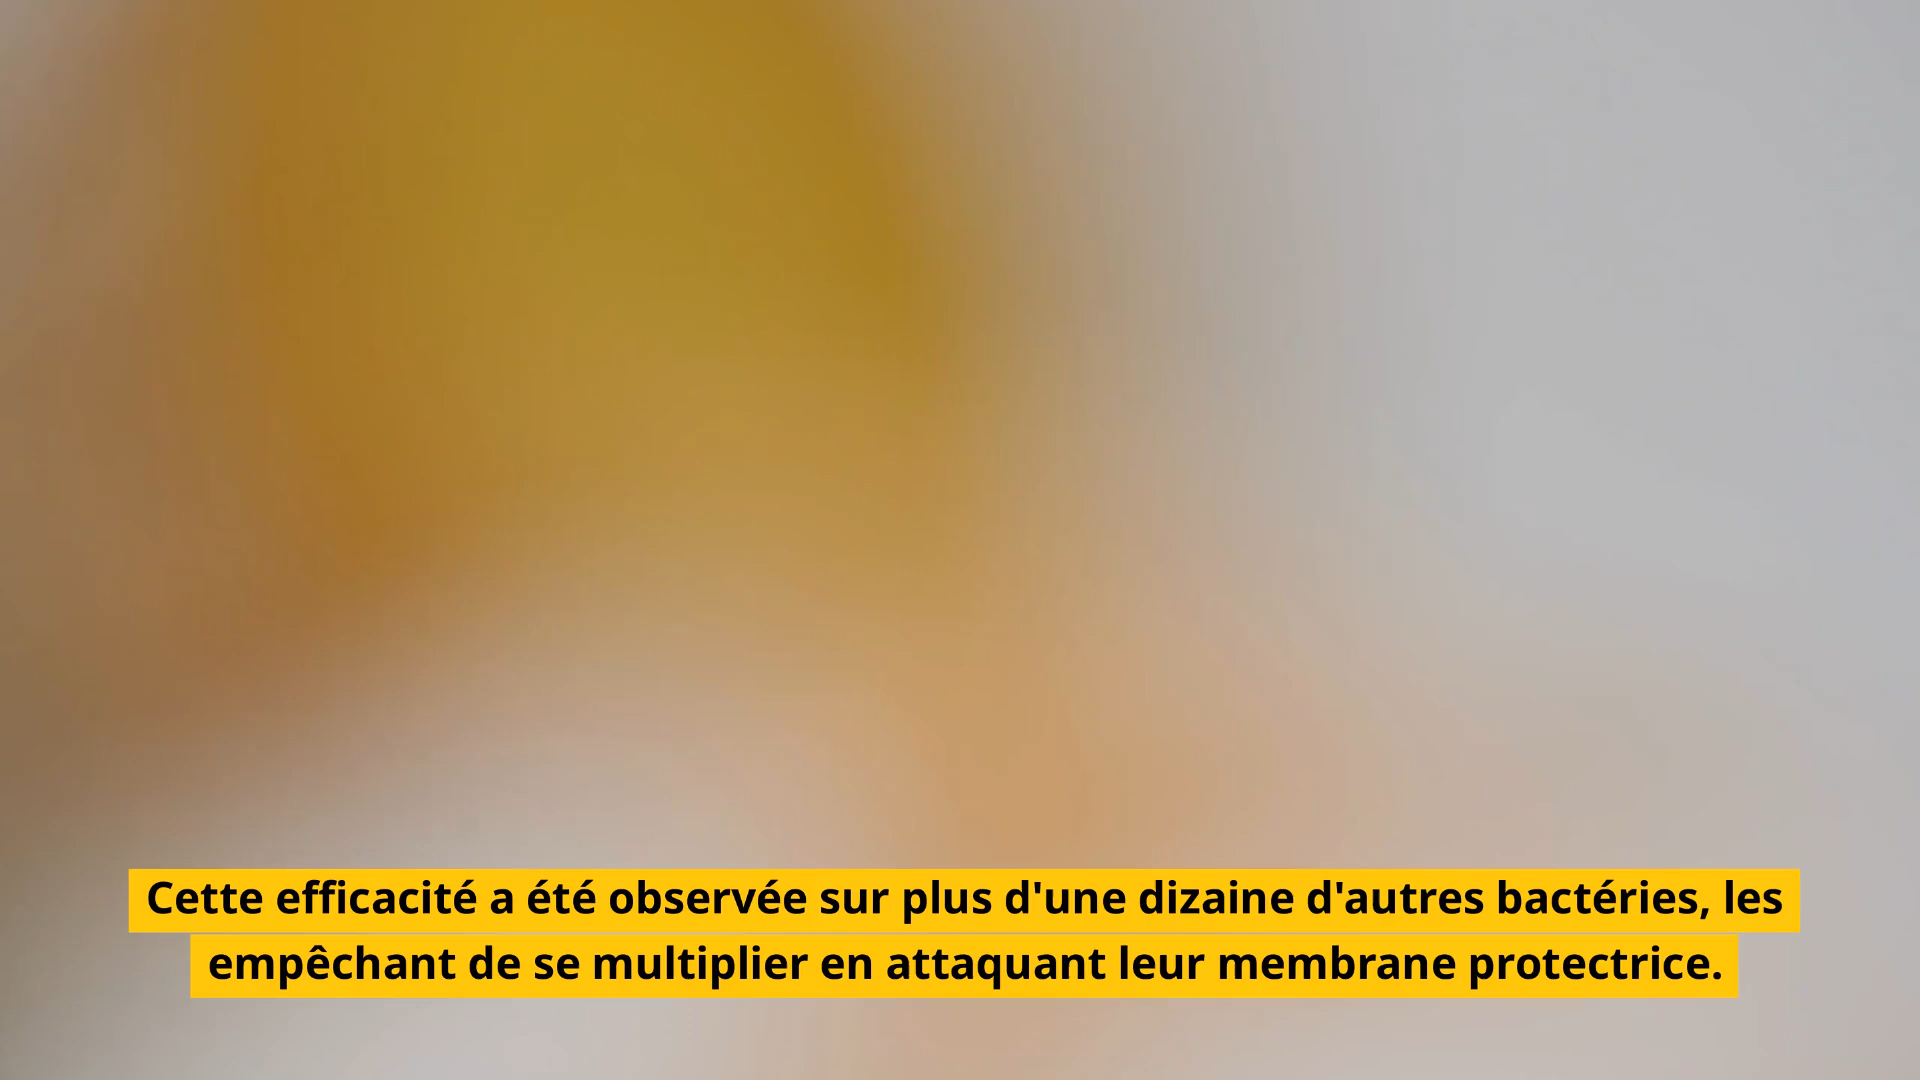 Cette efficacité a été observée sur plus d'une dizaine d'autres bactéries, les
empêchant de se multiplier en attaquant leur membrane protectrice.